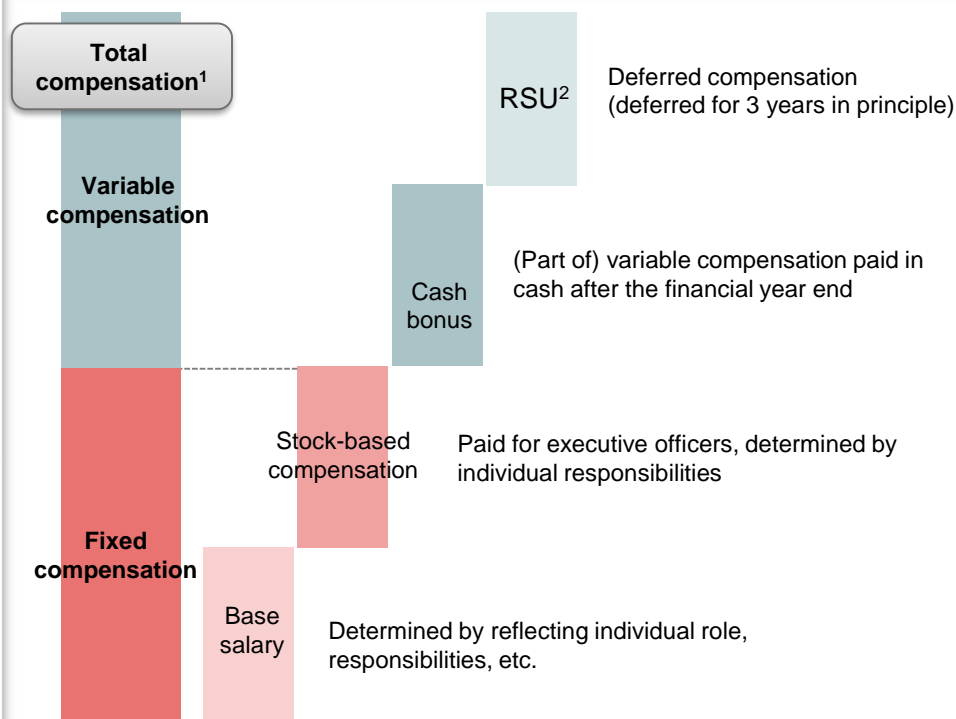 Total
compensation¹
RSU²
Deferred compensation
(deferred for 3 years in principle)
Variable
compensation
Cash
bonus
(Part of) variable compensation paid in
cash after the financial year end
Stock-based
compensation
Paid for executive officers, determined by
individual responsibilities
Fixed
compensation
Base
salary
Determined by reflecting individual role,
responsibilities, etc.